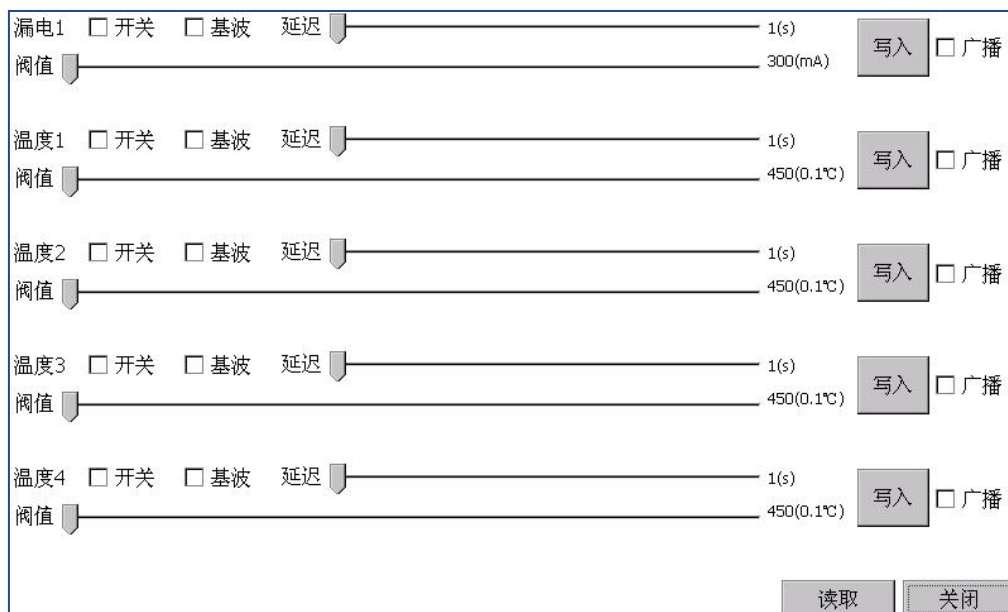 漏电1 开关 基波 延迟 1(s)
阀值 300(mA) 写入 广播
温度1 开关 基波 延迟 1(s)
阀值 450(0.1℃) 写入 广播
温度2 开关 基波 延迟 1(s)
阀值 450(0.1℃) 写入 广播
温度3 开关 基波 延迟 1(s)
阀值 450(0.1℃) 写入 广播
温度4 开关 基波 延迟 1(s)
阀值 450(0.1℃) 写入 广播
读取 关闭